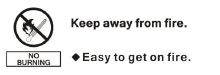 Keep away from fire.
NO
BURNING
◆Easy to get on fire.